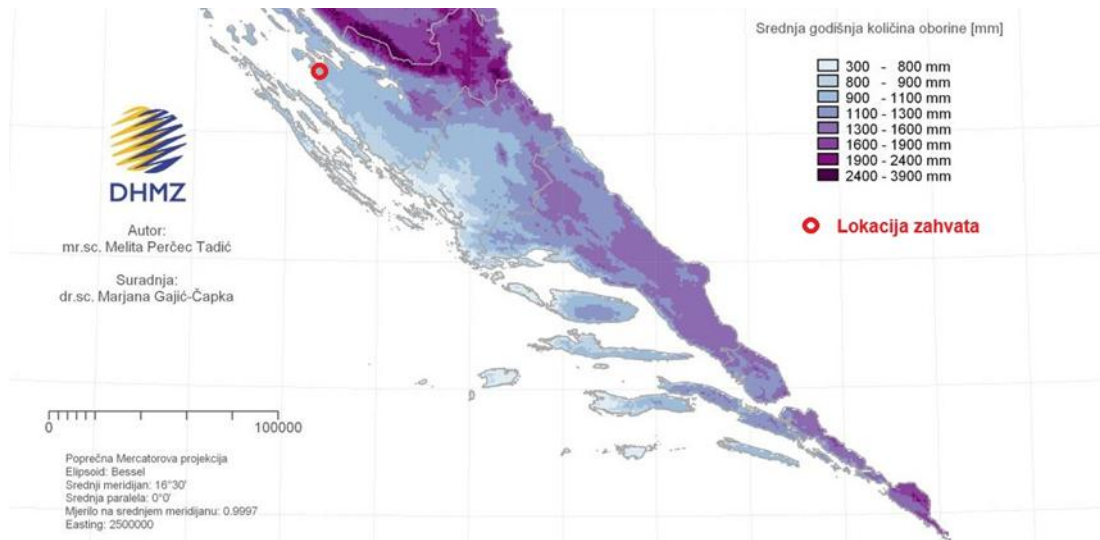 Srednja godišnja količina oborine [mm]
300 - 800 mm
800 - 900 mm
900 - 1100 mm
1100 - 1300 mm
1300 - 1600 mm
1600 - 1900 mm
1900 - 2400 mm
2400 - 3900 mm
Lokacija zahvata
DHMZ
Autor:
mr.sc. Melita Perčec Tadić
Suradnja:
dr.sc. Marjana Gajić-Čapka
0 100000
Poprečna Mercatorova projekcija
Elipsoid: Bessel
Srednji meridijan: 16°30'
Srednja paralela: 0°0'
Mjerilo na srednjem meridijanu: 0.9997
Easting: 2500000